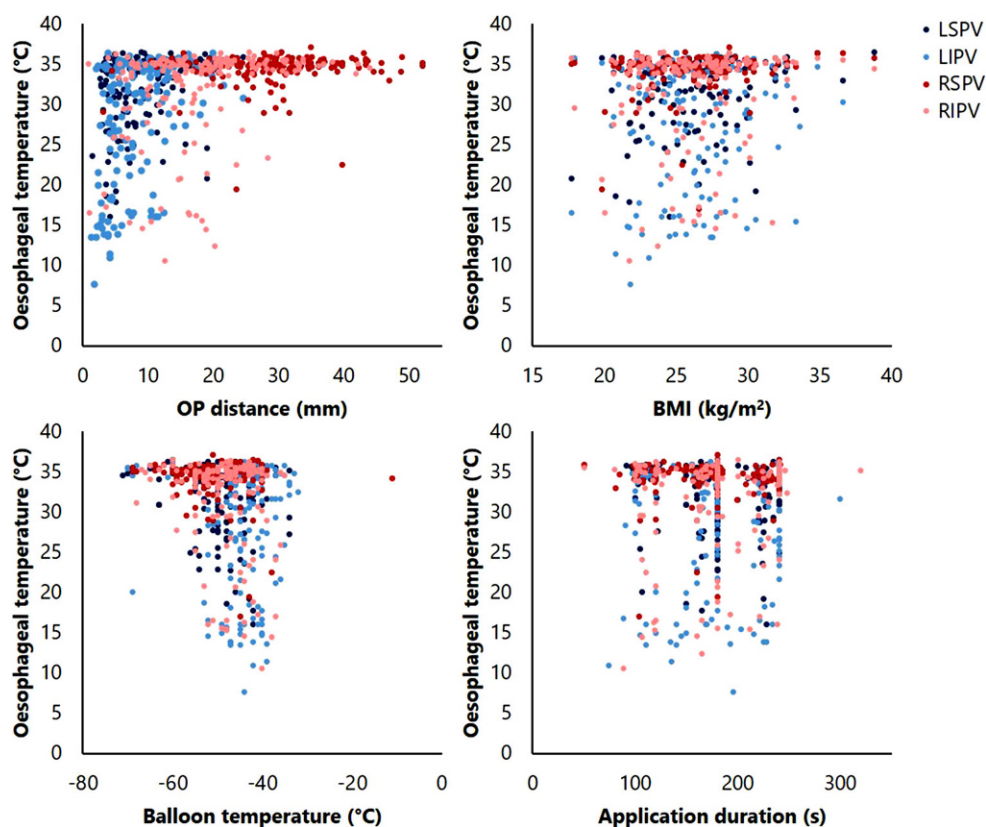 Oesophageal temperature (°C)
40
35
30
25
20
15
10
5
0
0 10 20 30 40 50
OP distance (mm)
Oesophageal temperature (°C)
40
35
30
25
20
15
10
5
0
15 20 25 30 35 40
BMI (kg/m²)
LSPV
LIPV
RSPV
RIPV
Oesophageal temperature (°C)
40
35
30
25
20
15
10
5
0
-80 -60 -40 -20 0
Balloon temperature (°C)
Oesophageal temperature (°C)
40
35
30
25
20
15
10
5
0
0 100 200 300
Application duration (s)